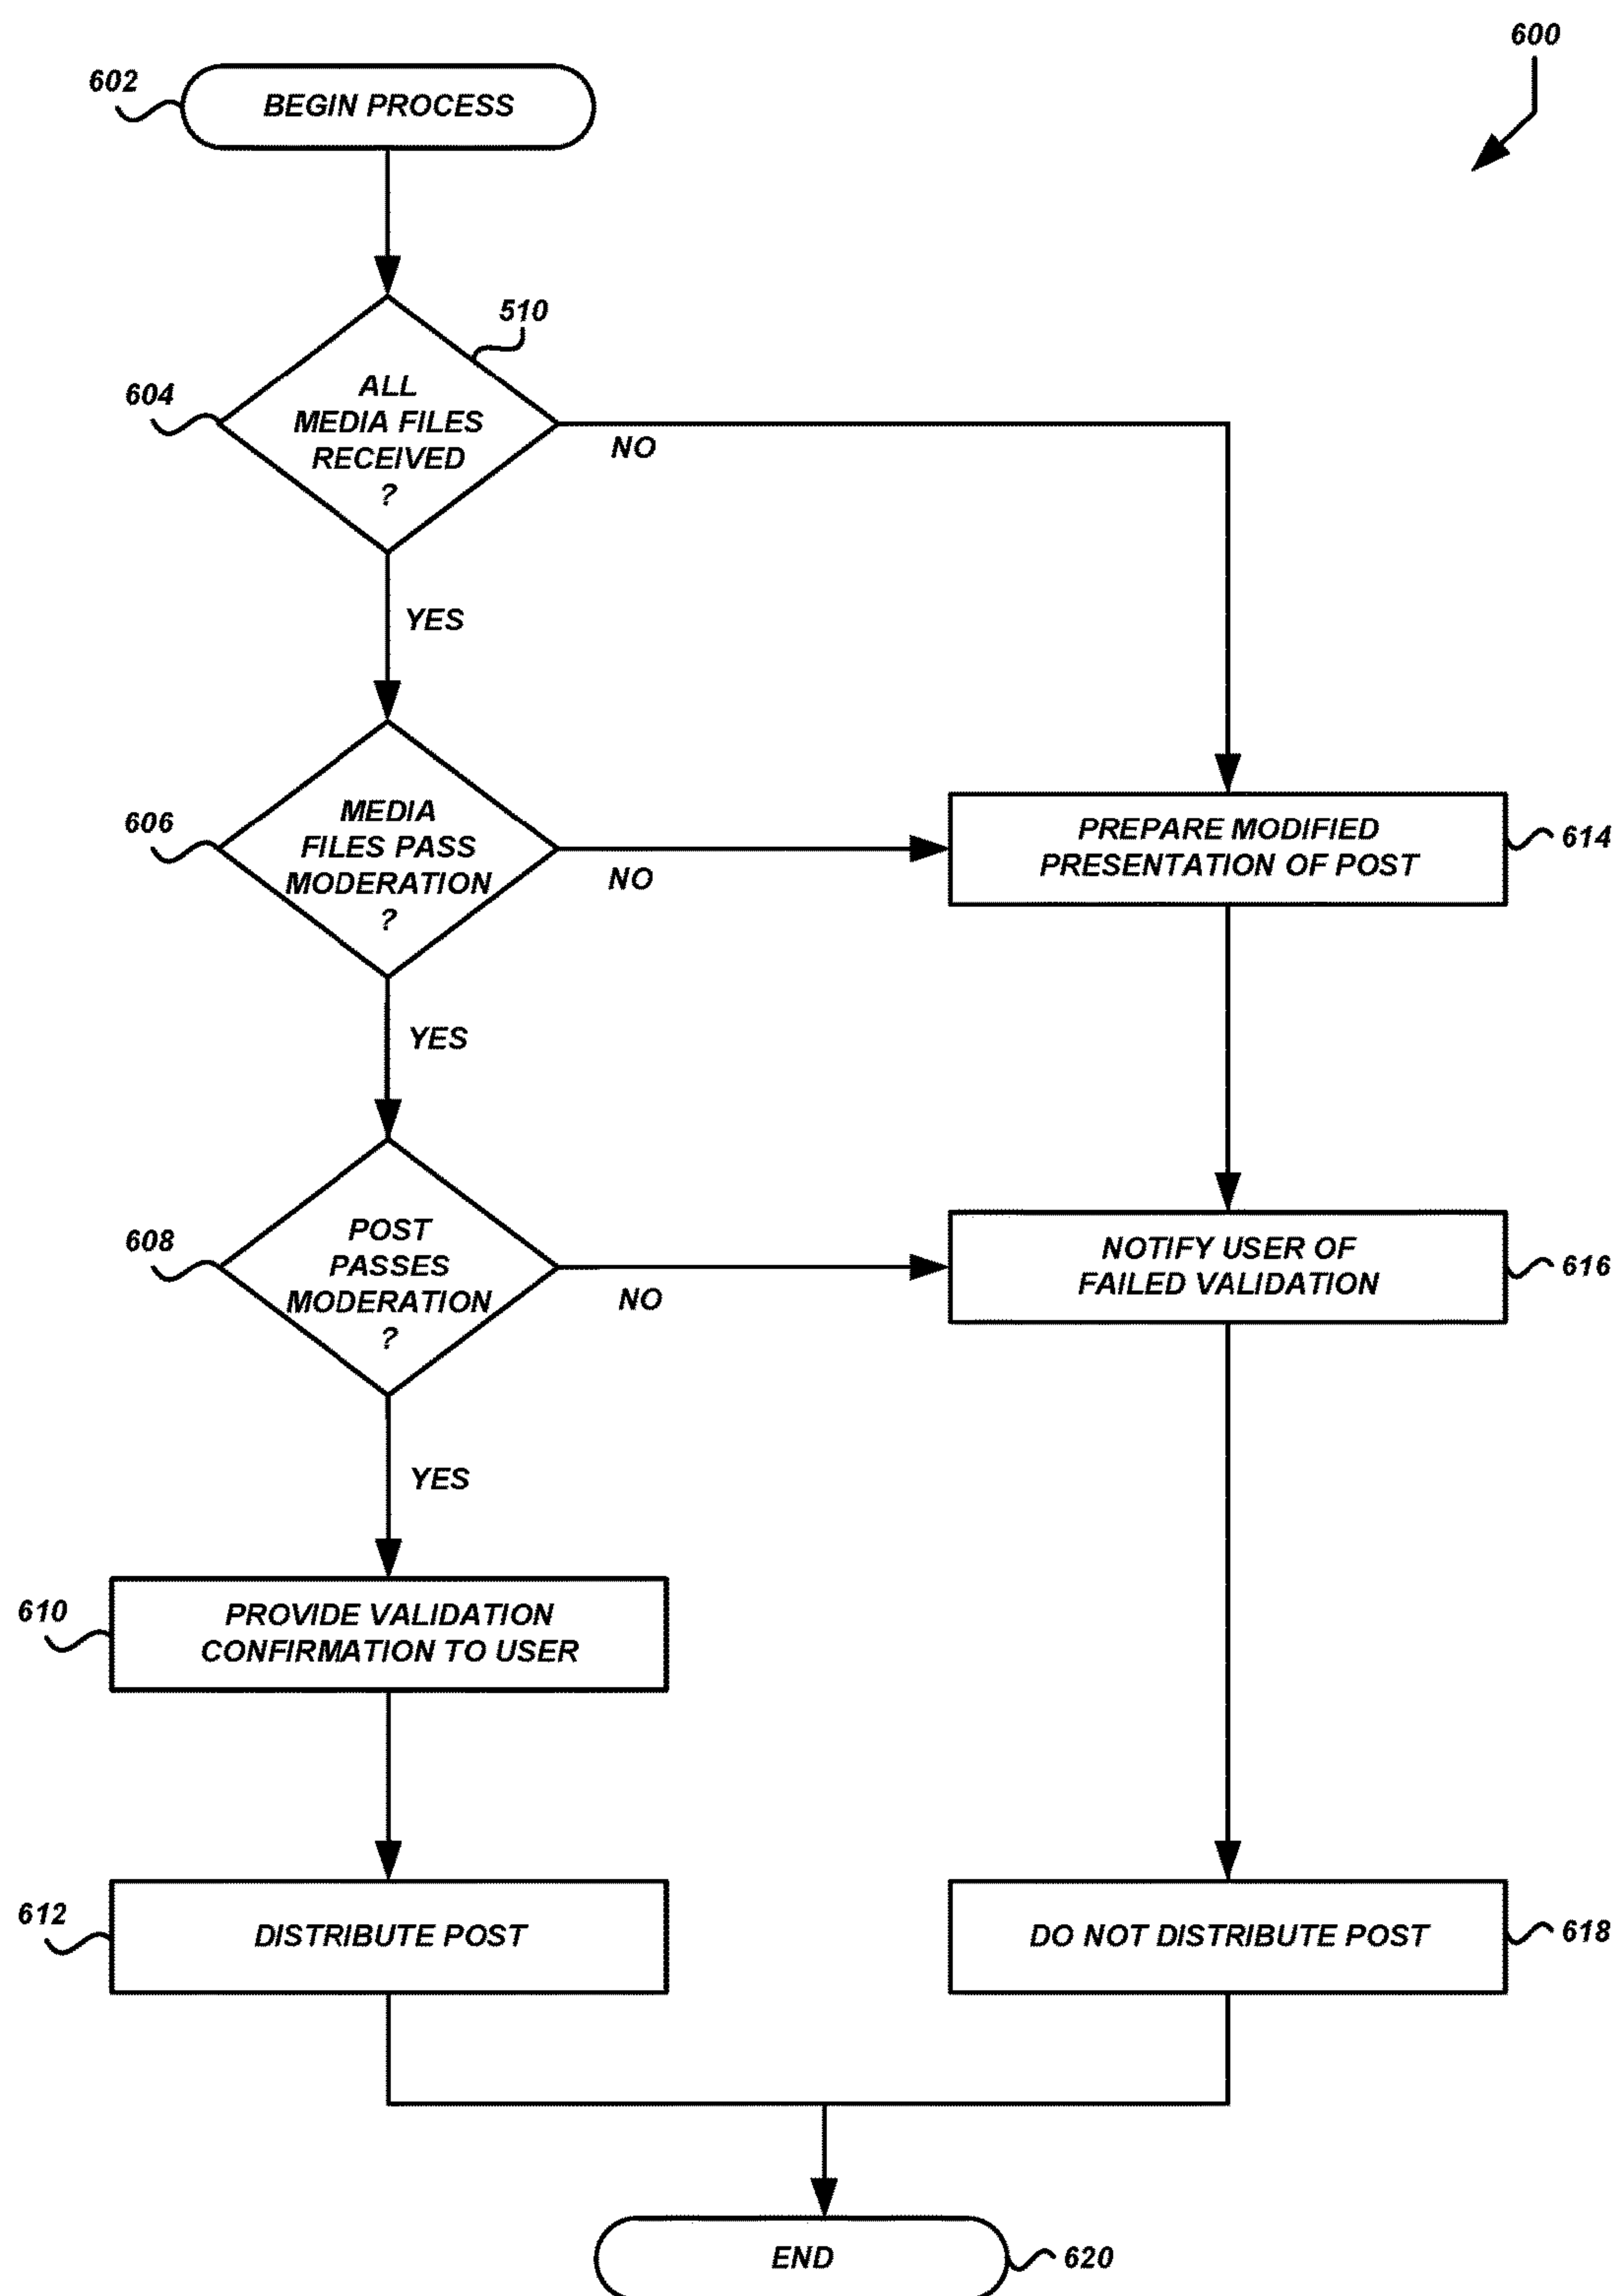 600
602
BEGIN PROCESS
510
604
ALL
MEDIA FILES
RECEIVED
?
NO
YES
606
MEDIA
FILES PASS
MODERATION
?
NO
PREPARE MODIFIED
PRESENTATION OF POST
614
YES
608
POST
PASSES
MODERATION
?
NO
NOTIFY USER OF
FAILED VALIDATION
616
YES
610
PROVIDE VALIDATION
CONFIRMATION TO USER
612
DISTRIBUTE POST
DO NOT DISTRIBUTE POST
618
END
620